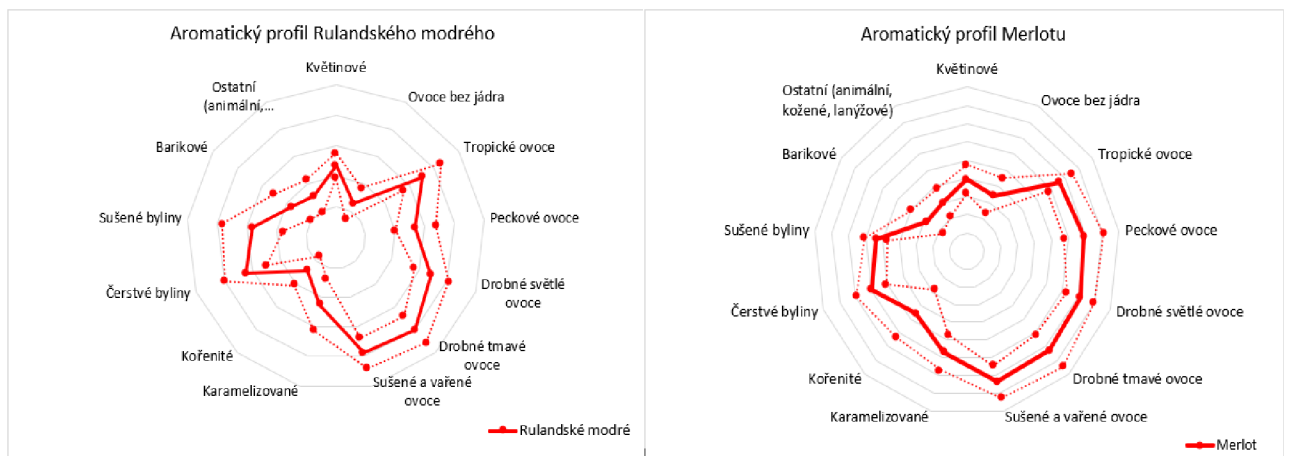 Aromatický profil Rulandského modrého
Květinové
Ovoce bez jádra
Tropické ovoce
Peckové ovoce
Drobné světlé
ovoce
Drobné tmavé
ovoce
Sušené a vařené
ovoce
Karamelizované
Kořenité
Čerstvé byliny
Sušené byliny
Barikové
Ostatní
(animální,...
Rulandské modré
Aromatický profil Merlotu
Květinové
Ovoce bez jádra
Tropické ovoce
Peckové ovoce
Drobné světlé ovoce
Drobné tmavé ovoce
Sušené a vařené ovoce
Karamelizované
Kořenité
Čerstvé byliny
Sušené byliny
Barikové
Ostatní (animální,
kožené, lanýžové)
Merlot